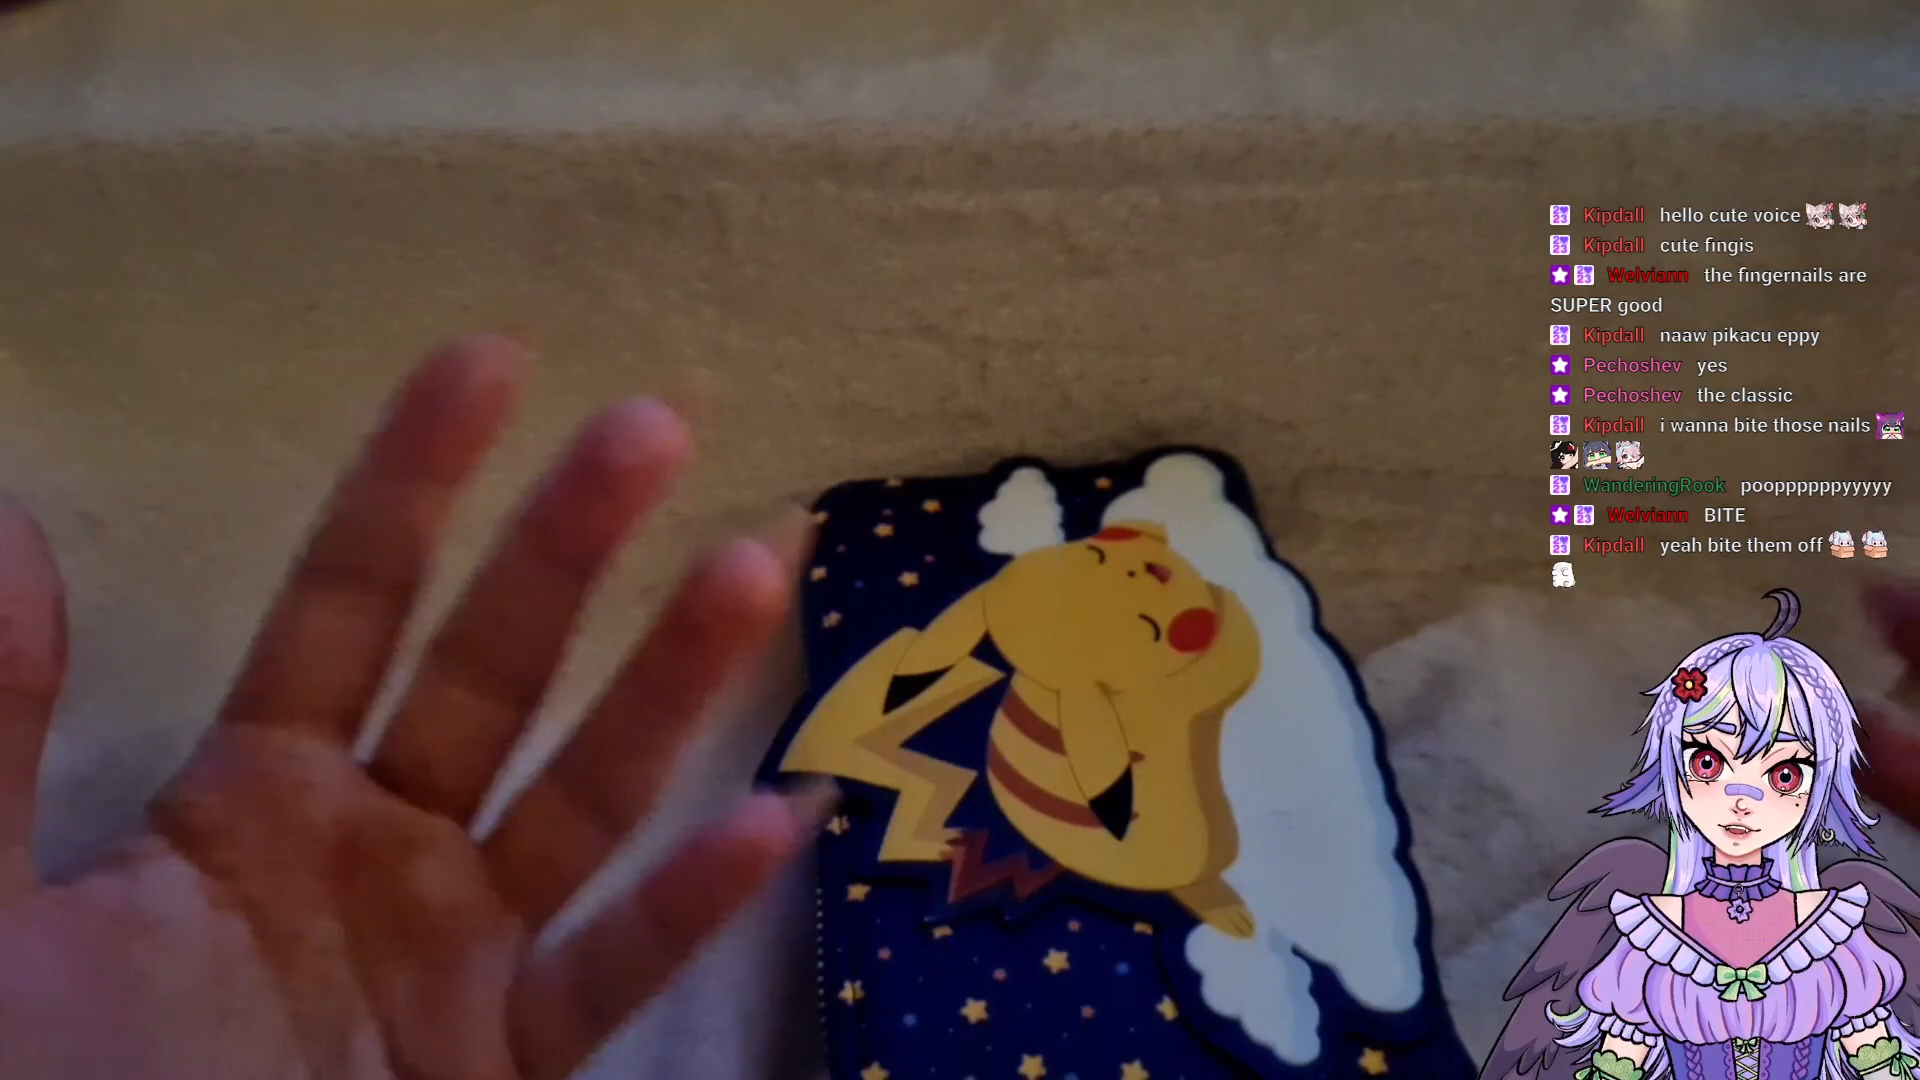 Kipdall hello cute voice
Kipdall cute fingis
Welviann the fingernails are
SUPER good
Kipdall naaw pikacu eppy
Pechoshev yes
Pechoshev the classic
Kipdall i wanna bite those nails
WanderingRook pooppppppyyyyy
Welviann BITE
Kipdall yeah bite them off